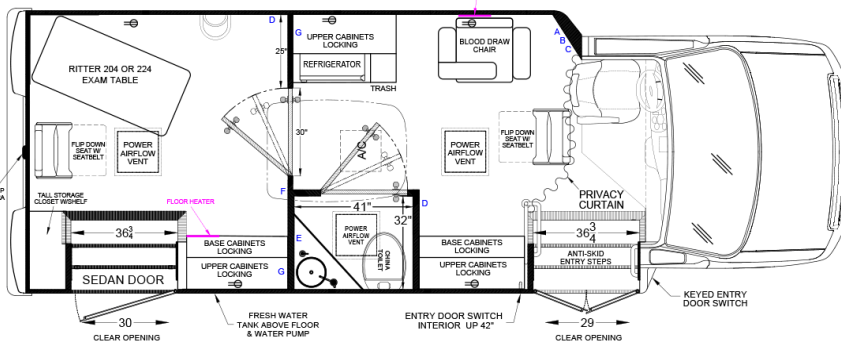 D
25"
G
UPPER CABINETS
LOCKING
REFRIGERATOR
TRASH
BLOOD DRAW
CHAIR
A
B
C
RITTER 204 OR 224
EXAM TABLE
FLIP DOWN
SEAT W/
SEATBELT
POWER
AIRFLOW
VENT
30"
A/C
POWER
AIRFLOW
VENT
FLIP DOWN
SEAT W/
SEATBELT
P
A
TALL STORAGE
CLOSET W/SHELF
FLOOR HEATER
F
41"
32"
D
PRIVACY
CURTAIN
36 3/4
BASE CABINETS
LOCKING
UPPER CABINETS
LOCKING
G
E
POWER
AIRFLOW
VENT
CHINA
TOILET
BASE CABINETS
LOCKING
UPPER CABINETS
LOCKING
36 3/4
ANTI-SKID
ENTRY STEPS
SEDAN DOOR
30
CLEAR OPENING
FRESH WATER
TANK ABOVE FLOOR
& WATER PUMP
ENTRY DOOR SWITCH
INTERIOR UP 42"
29
CLEAR OPENING
KEYED ENTRY
DOOR SWITCH